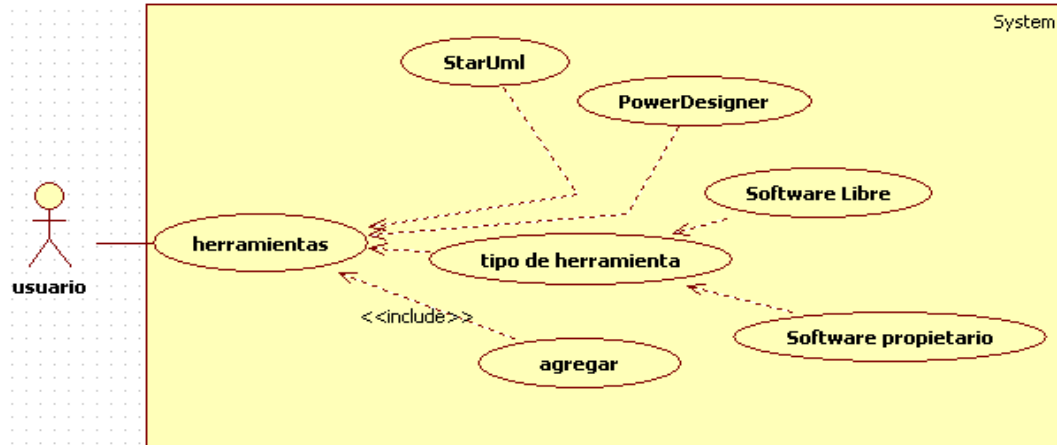 System
StarUml
PowerDesigner
Software Libre
herramientas
tipo de herramienta
usuario
<<include>>
Software propietario
agregar